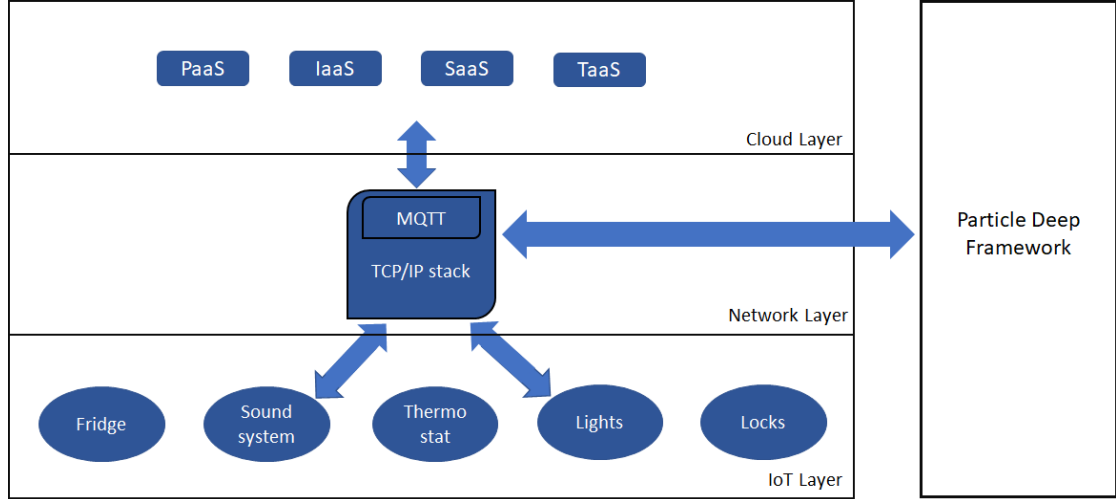 PaaS
IaaS
SaaS
TaaS
Cloud Layer
MQTT
TCP/IP stack
Network Layer
Particle Deep
Framework
Fridge
Sound
system
Thermo
stat
Lights
Locks
IoT Layer